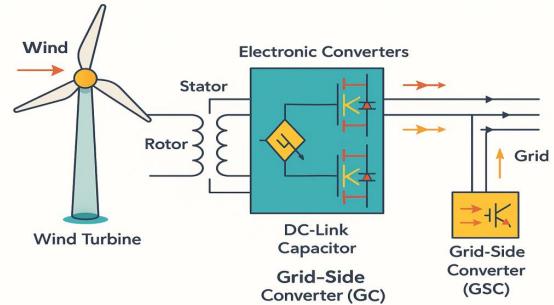 Wind
Electronic Converters
Stator
Rotor
Grid
Wind Turbine
DC-Link
Capacitor
Grid-Side
Converter (GC)
Grid-Side
Converter
(GSC)